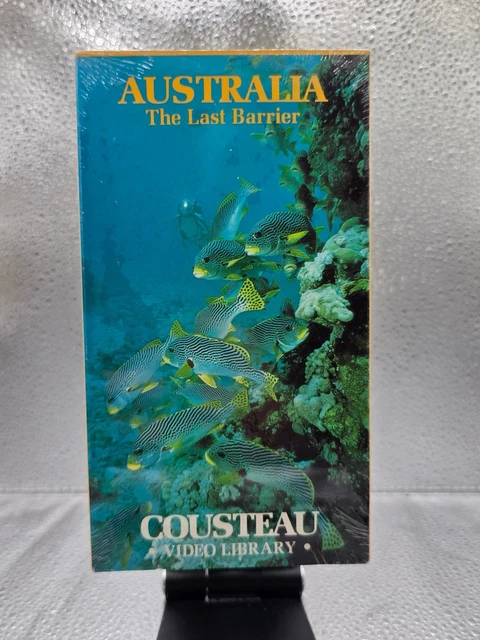 AUSTRALIA
The Last Barrier
COUSTEAU
• VIDEO LIBRARY •